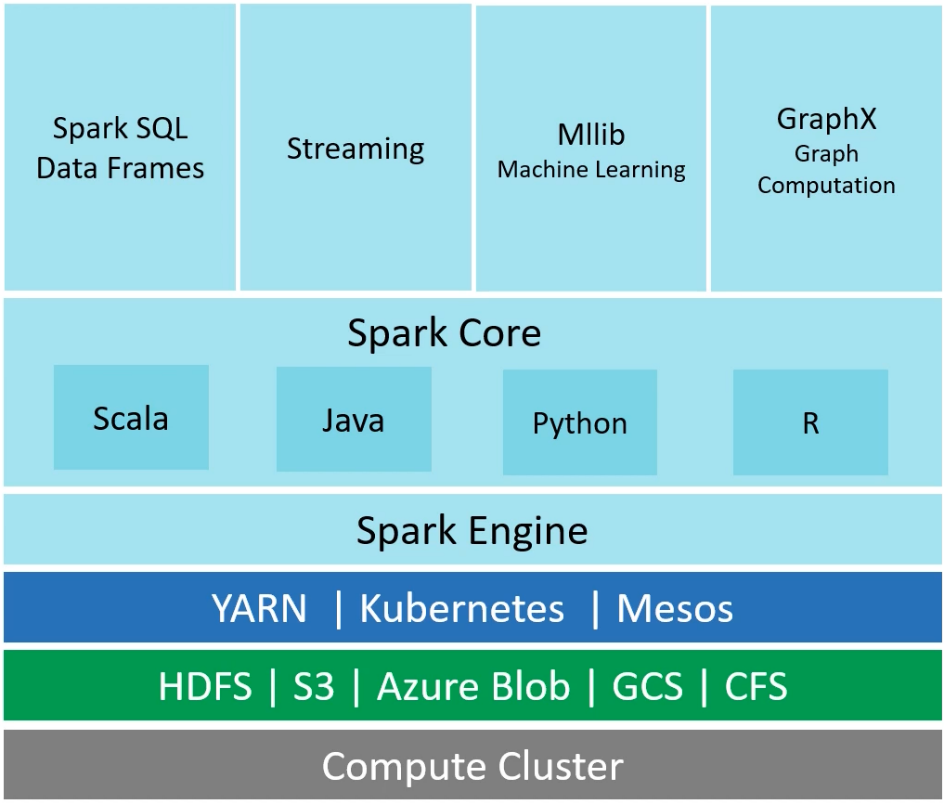 Spark SQL
Data Frames
Streaming
Mllib
Machine Learning
GraphX
Graph
Computation
Spark Core
Scala
Java
Python
R
Spark Engine
YARN | Kubernetes | Mesos
HDFS | S3 | Azure Blob | GCS | CFS
Compute Cluster